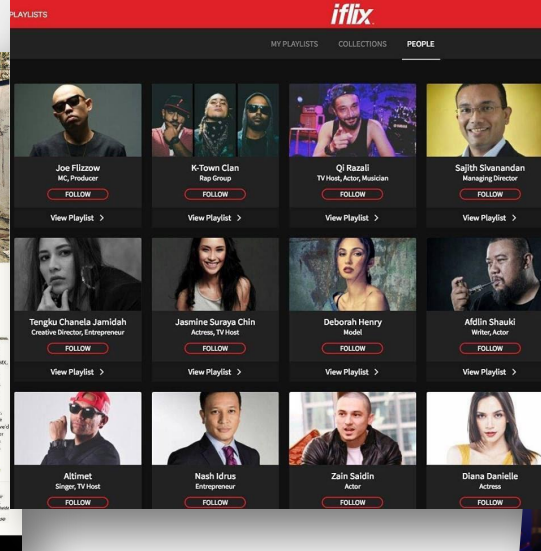 PLAYLISTS
iflix
MY PLAYLISTS COLLECTIONS PEOPLE
Joe Flizzow
MC, Producer
FOLLOW
View Playlist >
K-Town Clan
Rap Group
FOLLOW
View Playlist >
Qi Razali
TV Host, Actor, Musician
FOLLOW
View Playlist >
Sajith Sivanandan
Managing Director
FOLLOW
View Playlist >
Tengku Chanela Jamidah
Creative Director, Entrepreneur
FOLLOW
View Playlist >
Jasmine Suraya Chin
Actress, TV Host
FOLLOW
View Playlist >
Deborah Henry
Model
FOLLOW
View Playlist >
Afdlin Shauki
Writer, Actor
FOLLOW
View Playlist >
Altimet
Singer, TV Host
FOLLOW
Nash Idrus
Entrepreneur
FOLLOW
Zain Saidin
Actor
FOLLOW
Diana Danielle
Actress
FOLLOW